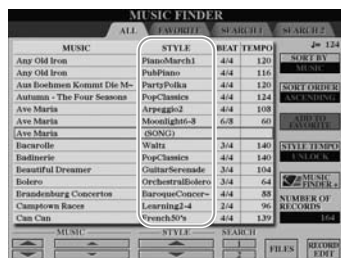 MUSIC FINDER
ALL FAVORITE SEARCH 1 SEARCH 2
MUSIC STYLE BEAT TEMPO
♩= 124
Any Old Iron PianoMarch1 4/4 120
Any Old Iron PubPiano 4/4 116
Aus Boehmen Kommt Die M~ PartyPolka 4/4 120
Autumn - The Four Seasons PopClassics 4/4 124
Ave Maria Arpeggio2 4/4 108
Ave Maria Moonlight6-8 6/8 60
Ave Maria (SONG)
Bacarolle Waltz 3/4 140
Badinerie PopClassics 4/4 140
Beautiful Dreamer GuitarSerenade 3/4 104
Bolero OrchestralBolero 3/4 64
Brandenburg Concertos BaroqueConcer~ 4/4 88
Camptown Races Learning2-4 2/4 96
Can Can French50's 4/4 139
SORT BY
MUSIC
SORT ORDER
ASCENDING
ADD TO
FAVORITE
STYLE TEMPO
UNLOCK
MUSIC
FINDER+
NUMBER OF
RECORDS
164
MUSIC STYLE SEARCH
1
2
FILES
RECORD
EDIT